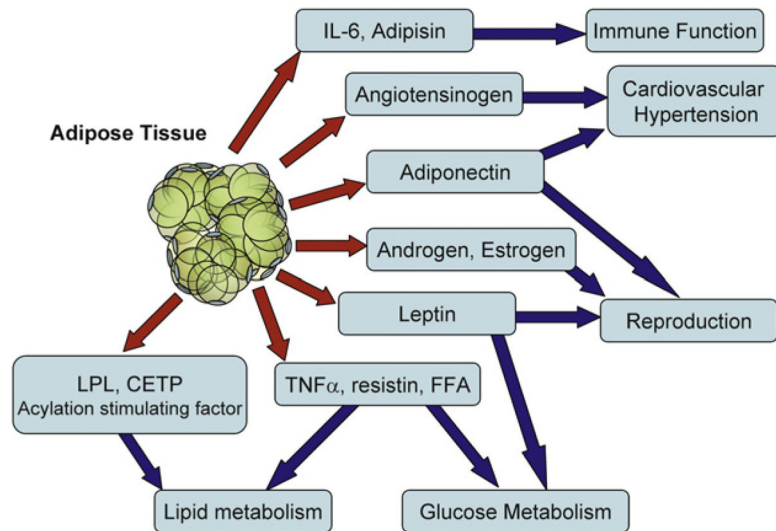 IL-6, Adipisin
Immune Function
Angiotensinogen
Cardiovascular
Hypertension
Adipose Tissue
Adiponectin
Androgen, Estrogen
Leptin
Reproduction
LPL, CETP
Acylation stimulating factor
TNFα, resistin, FFA
Lipid metabolism
Glucose Metabolism